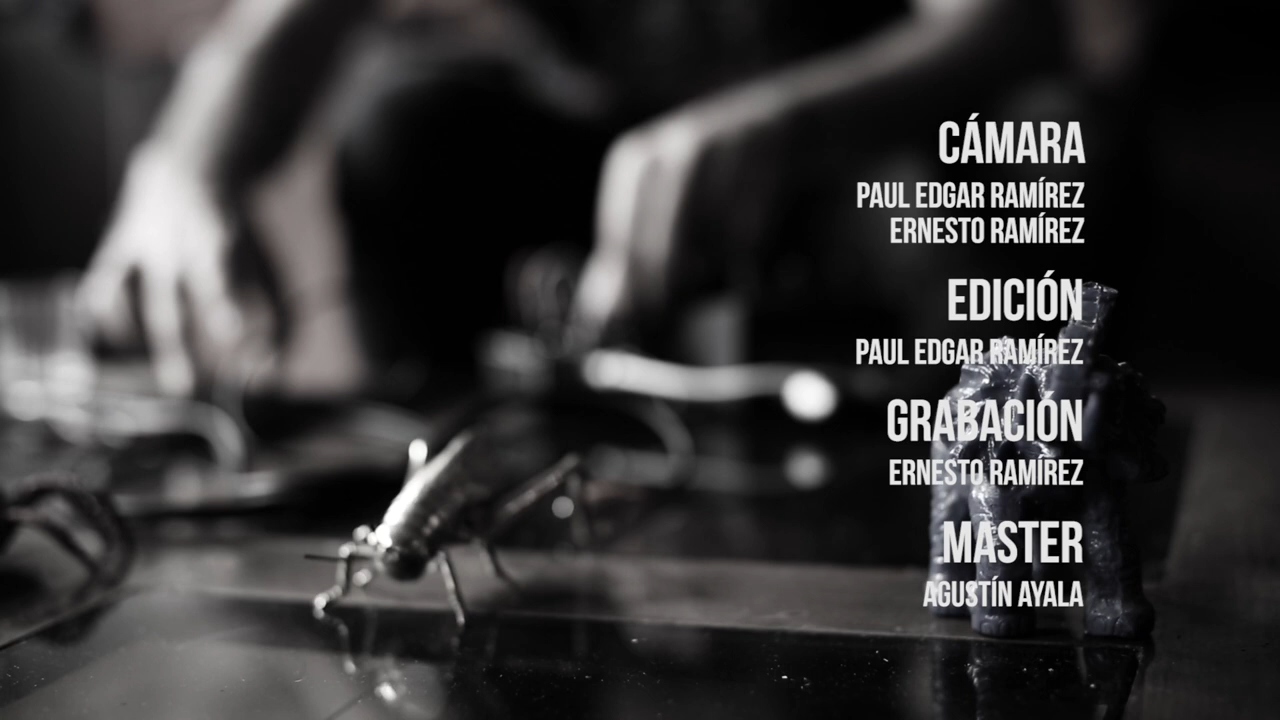 CÁMARA
PAUL EDGAR RAMÍREZ
ERNESTO RAMÍREZ
EDICIÓN
PAUL EDGAR RAMÍREZ
GRABACIÓN
ERNESTO RAMÍREZ
MASTER
AGUSTÍN AYALA